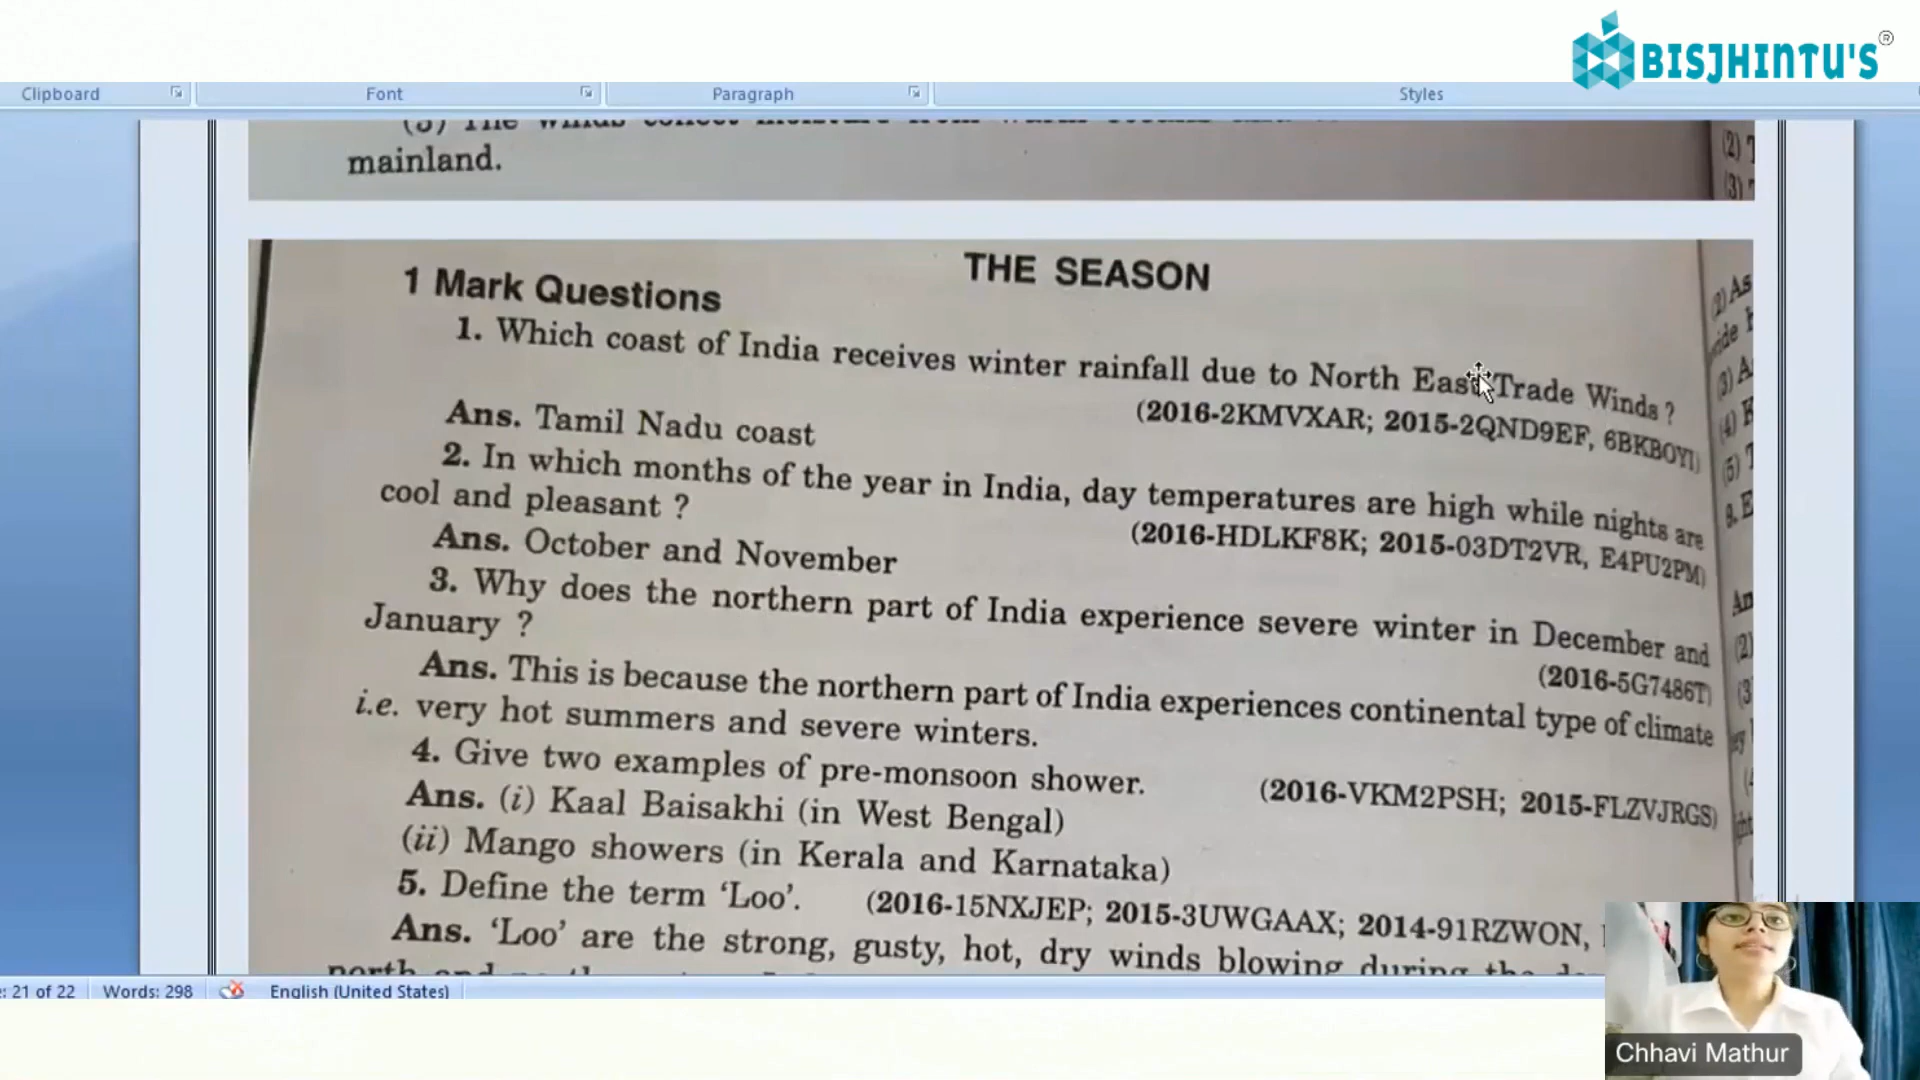 BISJHINTU'S®
Clipboard Font Paragraph Styles
mainland.
THE SEASON
1 Mark Questions
1. Which coast of India receives winter rainfall due to North East Trade Winds ?
(2016-2KMVXAR; 2015-2QND9EF, 6BKBOYI)
Ans. Tamil Nadu coast
2. In which months of the year in India, day temperatures are high while nights are
cool and pleasant ?
(2016-HDLKF8K; 2015-03DT2VR, E4PU2PM)
Ans. October and November
3. Why does the northern part of India experience severe winter in December and
January ?
(2016-5G7486T)
Ans. This is because the northern part of India experiences continental type of climate
i.e. very hot summers and severe winters.
4. Give two examples of pre-monsoon shower. (2016-VKM2PSH; 2015-FLZVJRGS)
Ans. (i) Kaal Baisakhi (in West Bengal)
(ii) Mango showers (in Kerala and Karnataka)
5. Define the term ‘Loo’. (2016-15NXJEP; 2015-3UWGAAX; 2014-91RZWON,
Ans. ‘Loo’ are the strong, gusty, hot, dry winds blowing during the
: 21 of 22 Words: 298 English (United States)
Chhavi Mathur